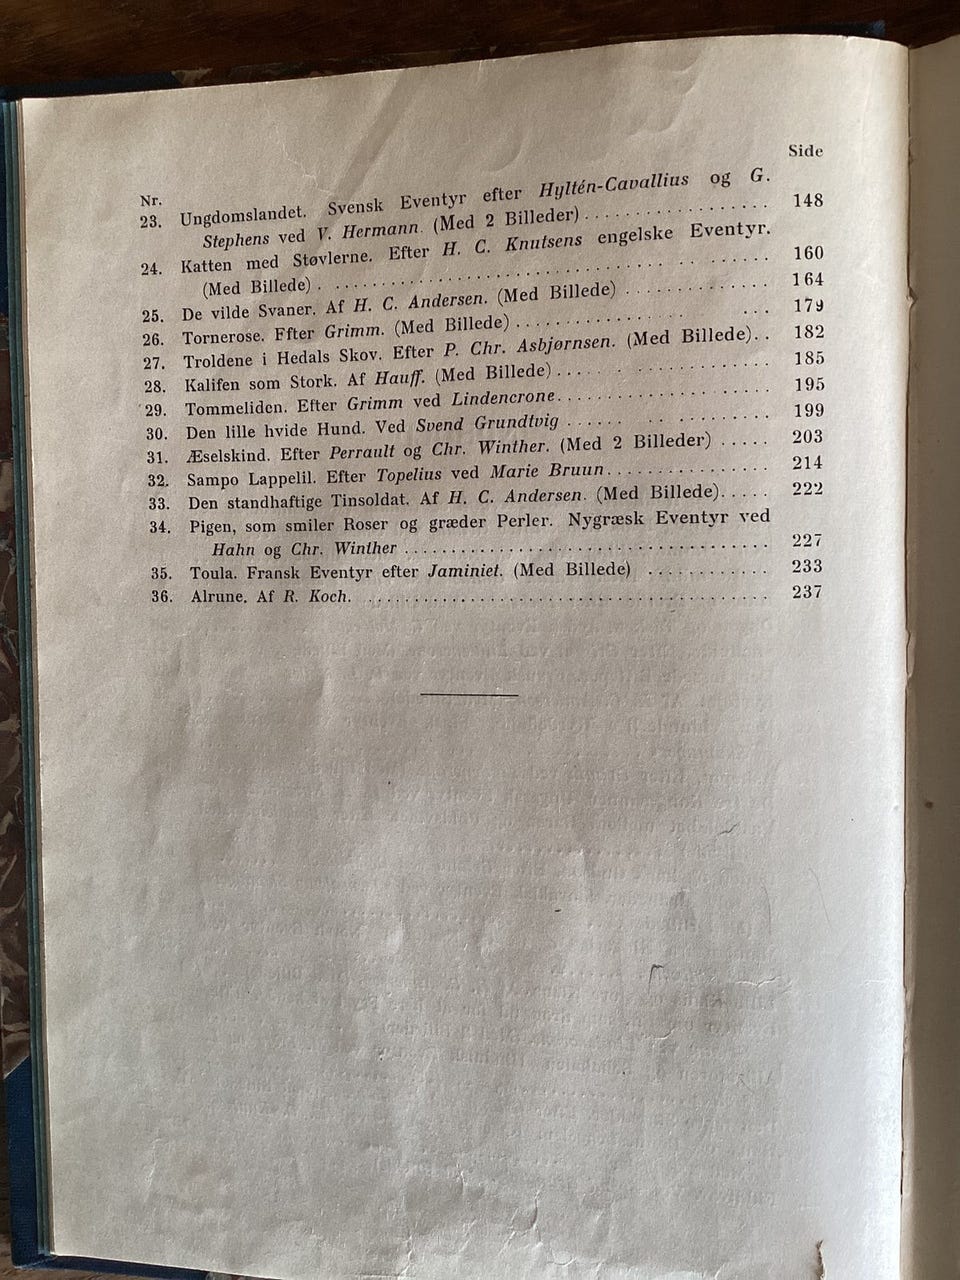 Side
Nr.
23. Ungdomslandet. Svensk Eventyr efter Hyltén-Cavallius og G.
Stephens ved V. Hermann. (Med 2 Billeder) . . . . . . . . . . . . . . . . . . 148
24. Katten med Støvlerne. Efter H. C. Knutsens engelske Eventyr.
(Med Billede) . . . . . . . . . . . . . . . . . . . . . . . . . . . . . . . . . . . . . 160
25. De vilde Svaner. Af H. C. Andersen. (Med Billede) . . . . . . . . . . . . . 164
26. Tornerose. Efter Grimm. (Med Billede) . . . . . . . . . . . . . . . . . . 179
27. Troldene i Hedals Skov. Efter P. Chr. Asbjørnsen. (Med Billede). . 182
28. Kalifen som Stork. Af Hauff. (Med Billede) . . . . . . . . . . . . . . . . . 185
29. Tommeliden. Efter Grimm ved Lindencrone. . . . . . . . . . . . . . . . . 195
30. Den lille hvide Hund. Ved Svend Grundtvig . . . . . . . . . . . . . . . . 199
31. Æselskind. Efter Perrault og Chr. Winther. (Med 2 Billeder) . . . . . 203
32. Sampo Lappelil. Efter Topelius ved Marie Bruun. . . . . . . . . . . . . . 214
33. Den standhaftige Tinsoldat. Af H. C. Andersen. (Med Billede). . . . . 222
34. Pigen, som smiler Roser og græder Perler. Nygræsk Eventyr ved
Hahn og Chr. Winther . . . . . . . . . . . . . . . . . . . . . . . . . . . . . . . . . . 227
35. Toula. Fransk Eventyr efter Jaminiet. (Med Billede) . . . . . . . . . . . . 233
36. Alrune. Af R. Koch. . . . . . . . . . . . . . . . . . . . . . . . . . . . . . . . . . . . . . 237